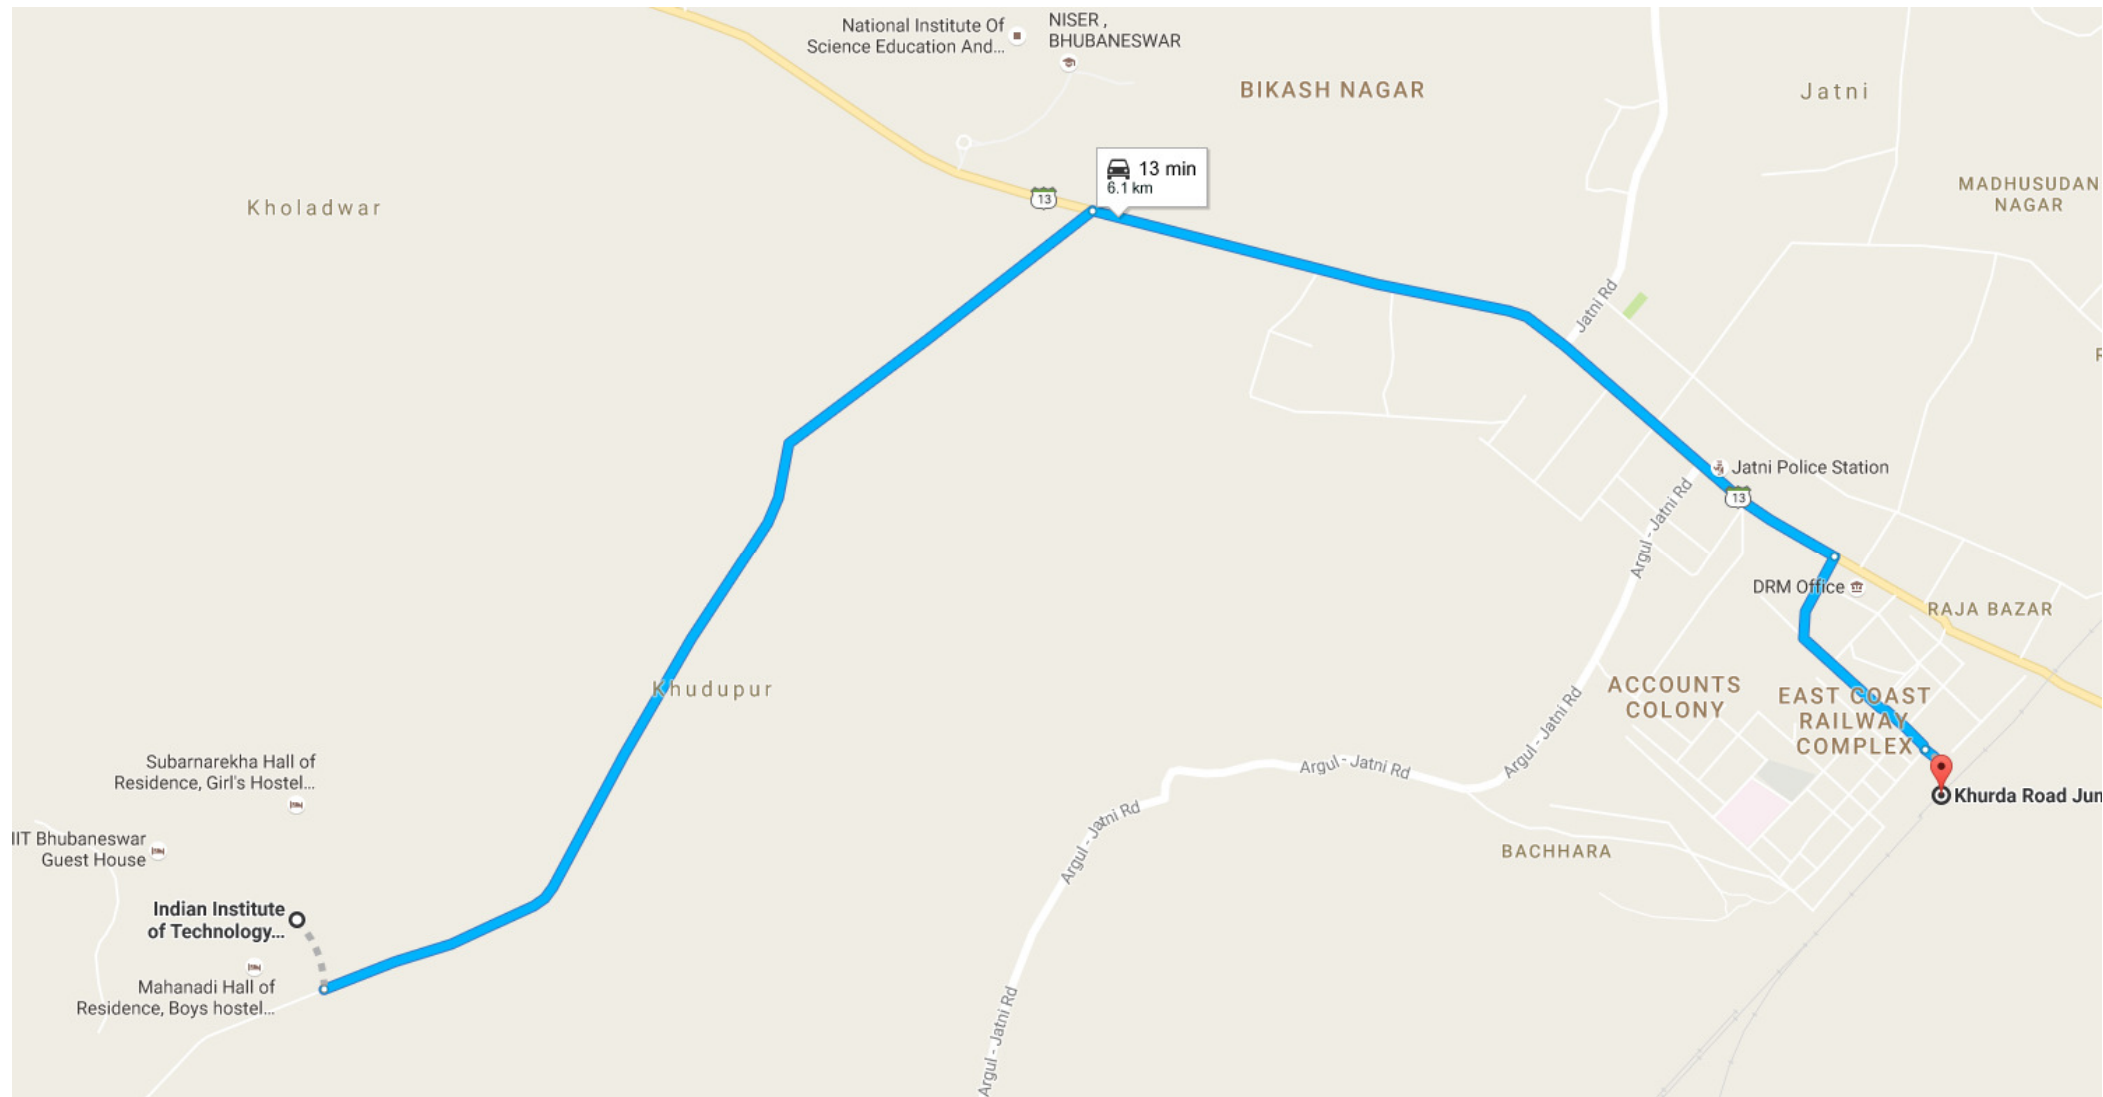 National Institute Of
Science Education And...
NISER ,
BHUBANESWAR
BIKASH NAGAR
Jatni
13 min
6.1 km
MADHUSUDAN
NAGAR
Kholadwar
13
Jatni Rd
Jatni Police Station
13
Argul - Jatni Rd
DRM Office
RAJA BAZAR
Khudupur
ACCOUNTS
COLONY
EAST COAST
RAILWAY
COMPLEX
Argul - Jatni Rd
Subarnarekha Hall of
Residence, Girl's Hostel...
Argul - Jatni Rd
Khurda Road Jun
Argul - Jatni Rd
IIT Bhubaneswar
Guest House
BACHHARA
Indian Institute
of Technology...
Mahanadi Hall of
Residence, Boys hostel...
Argul - Jatni Rd